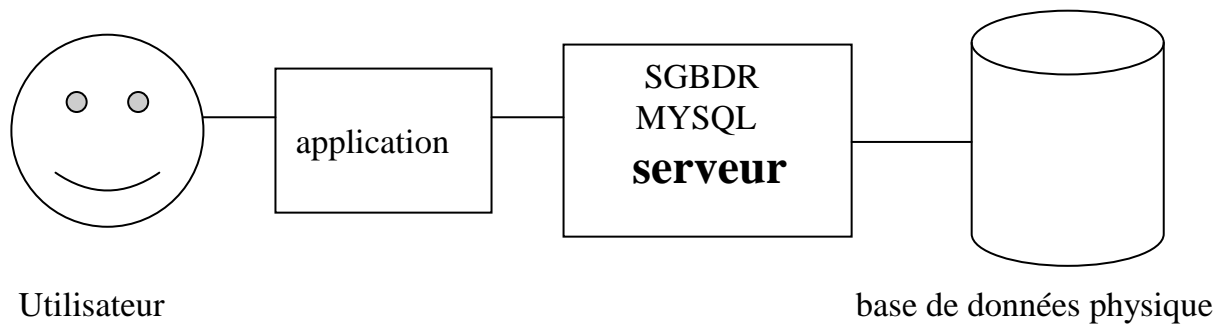 application
SGBDR
MYSQL
serveur
Utilisateur
base de données physique